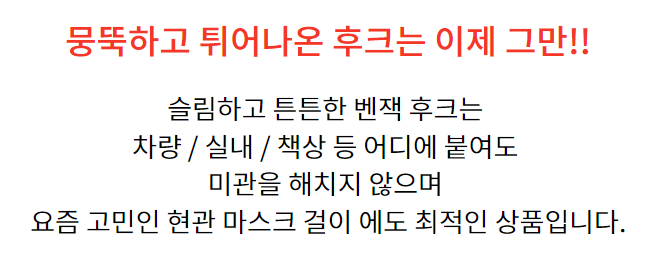 뭉뚝하고 튀어나온 후크는 이제 그만!!
슬림하고 튼튼한 벤잭 후크는
차량 / 실내 / 책상 등 어디에 붙여도
미관을 해치지 않으며
요즘 고민인 현관 마스크 걸이 에도 최적인 상품입니다.